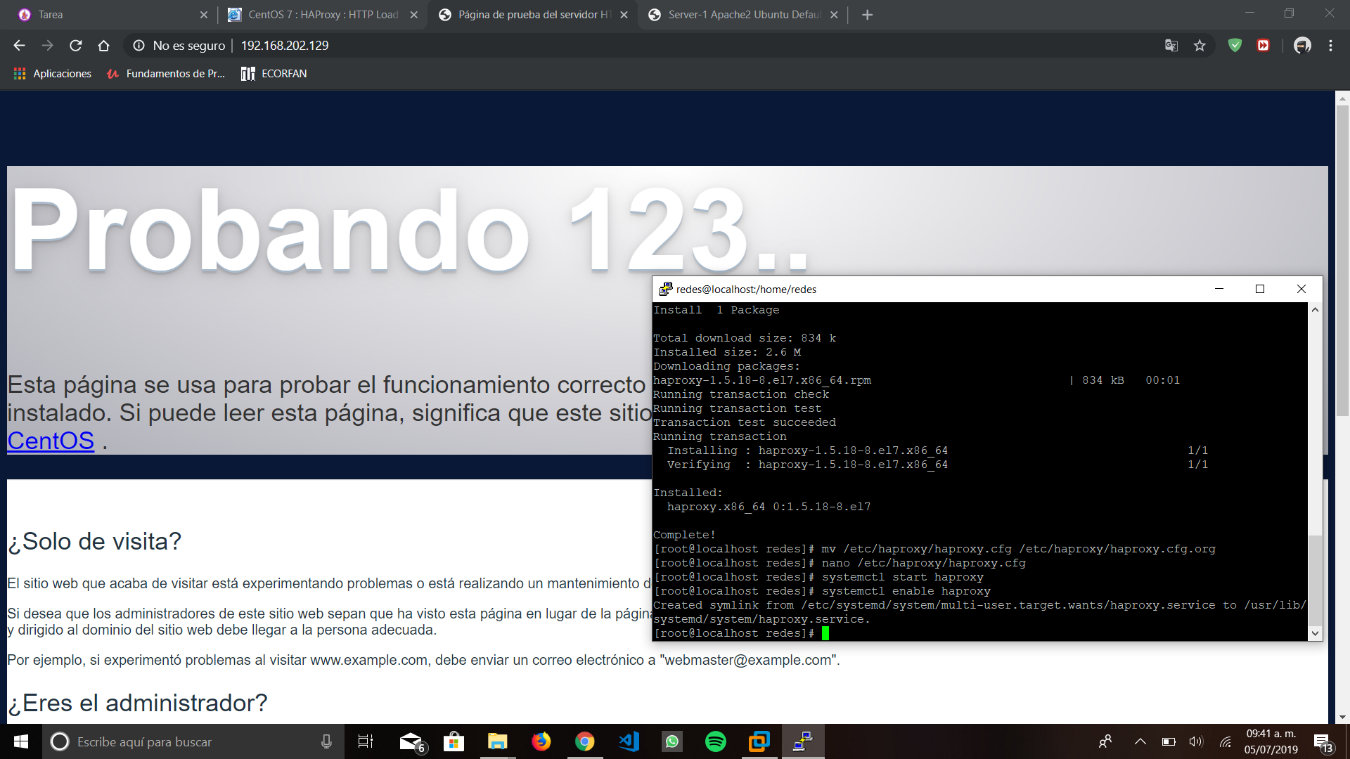 Tarea
CentOS 7 : HAProxy : HTTP Load
Página de prueba del servidor HT
Server-1 Apache2 Ubuntu Defau
No es seguro
192.168.202.129
Aplicaciones
Fundamentos de Pr...
ECORFAN
Probando 123..
Esta página se usa para probar el funcionamiento correcto
instalado. Si puede leer esta página, significa que este sitio
CentOS .
¿Solo de visita?
El sitio web que acaba de visitar está experimentando problemas o está realizando un mantenimiento d
Si desea que los administradores de este sitio web sepan que ha visto esta página en lugar de la página
y dirigido al dominio del sitio web debe llegar a la persona adecuada.
Por ejemplo, si experimentó problemas al visitar www.example.com, debe enviar un correo electrónico a "webmaster@example.com".
¿Eres el administrador?
redes@localhost:/home/redes
Install  1 Package
Total download size: 834 k
Installed size: 2.6 M
Downloading packages:
haproxy-1.5.18-8.el7.x86_64.rpm | 834 kB 00:01
Running transaction check
Running transaction test
Transaction test succeeded
Running transaction
Installing : haproxy-1.5.18-8.el7.x86_64 1/1
Verifying  : haproxy-1.5.18-8.el7.x86_64 1/1
Installed:
haproxy.x86_64 0:1.5.18-8.el7
Complete!
[root@localhost redes]# mv /etc/haproxy/haproxy.cfg /etc/haproxy/haproxy.cfg.org
[root@localhost redes]# nano /etc/haproxy/haproxy.cfg
[root@localhost redes]# systemctl start haproxy
[root@localhost redes]# systemctl enable haproxy
Created symlink from /etc/systemd/system/multi-user.target.wants/haproxy.service to /usr/lib/
systemd/system/haproxy.service.
[root@localhost redes]#
Escribe aquí para buscar
6
09:41 a. m.
05/07/2019
13